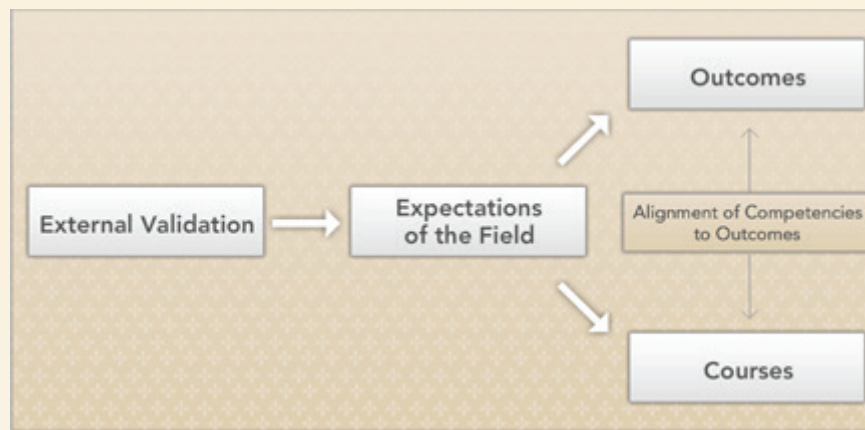 Outcomes
External Validation
Expectations
of the Field
Alignment of Competencies
to Outcomes
Courses